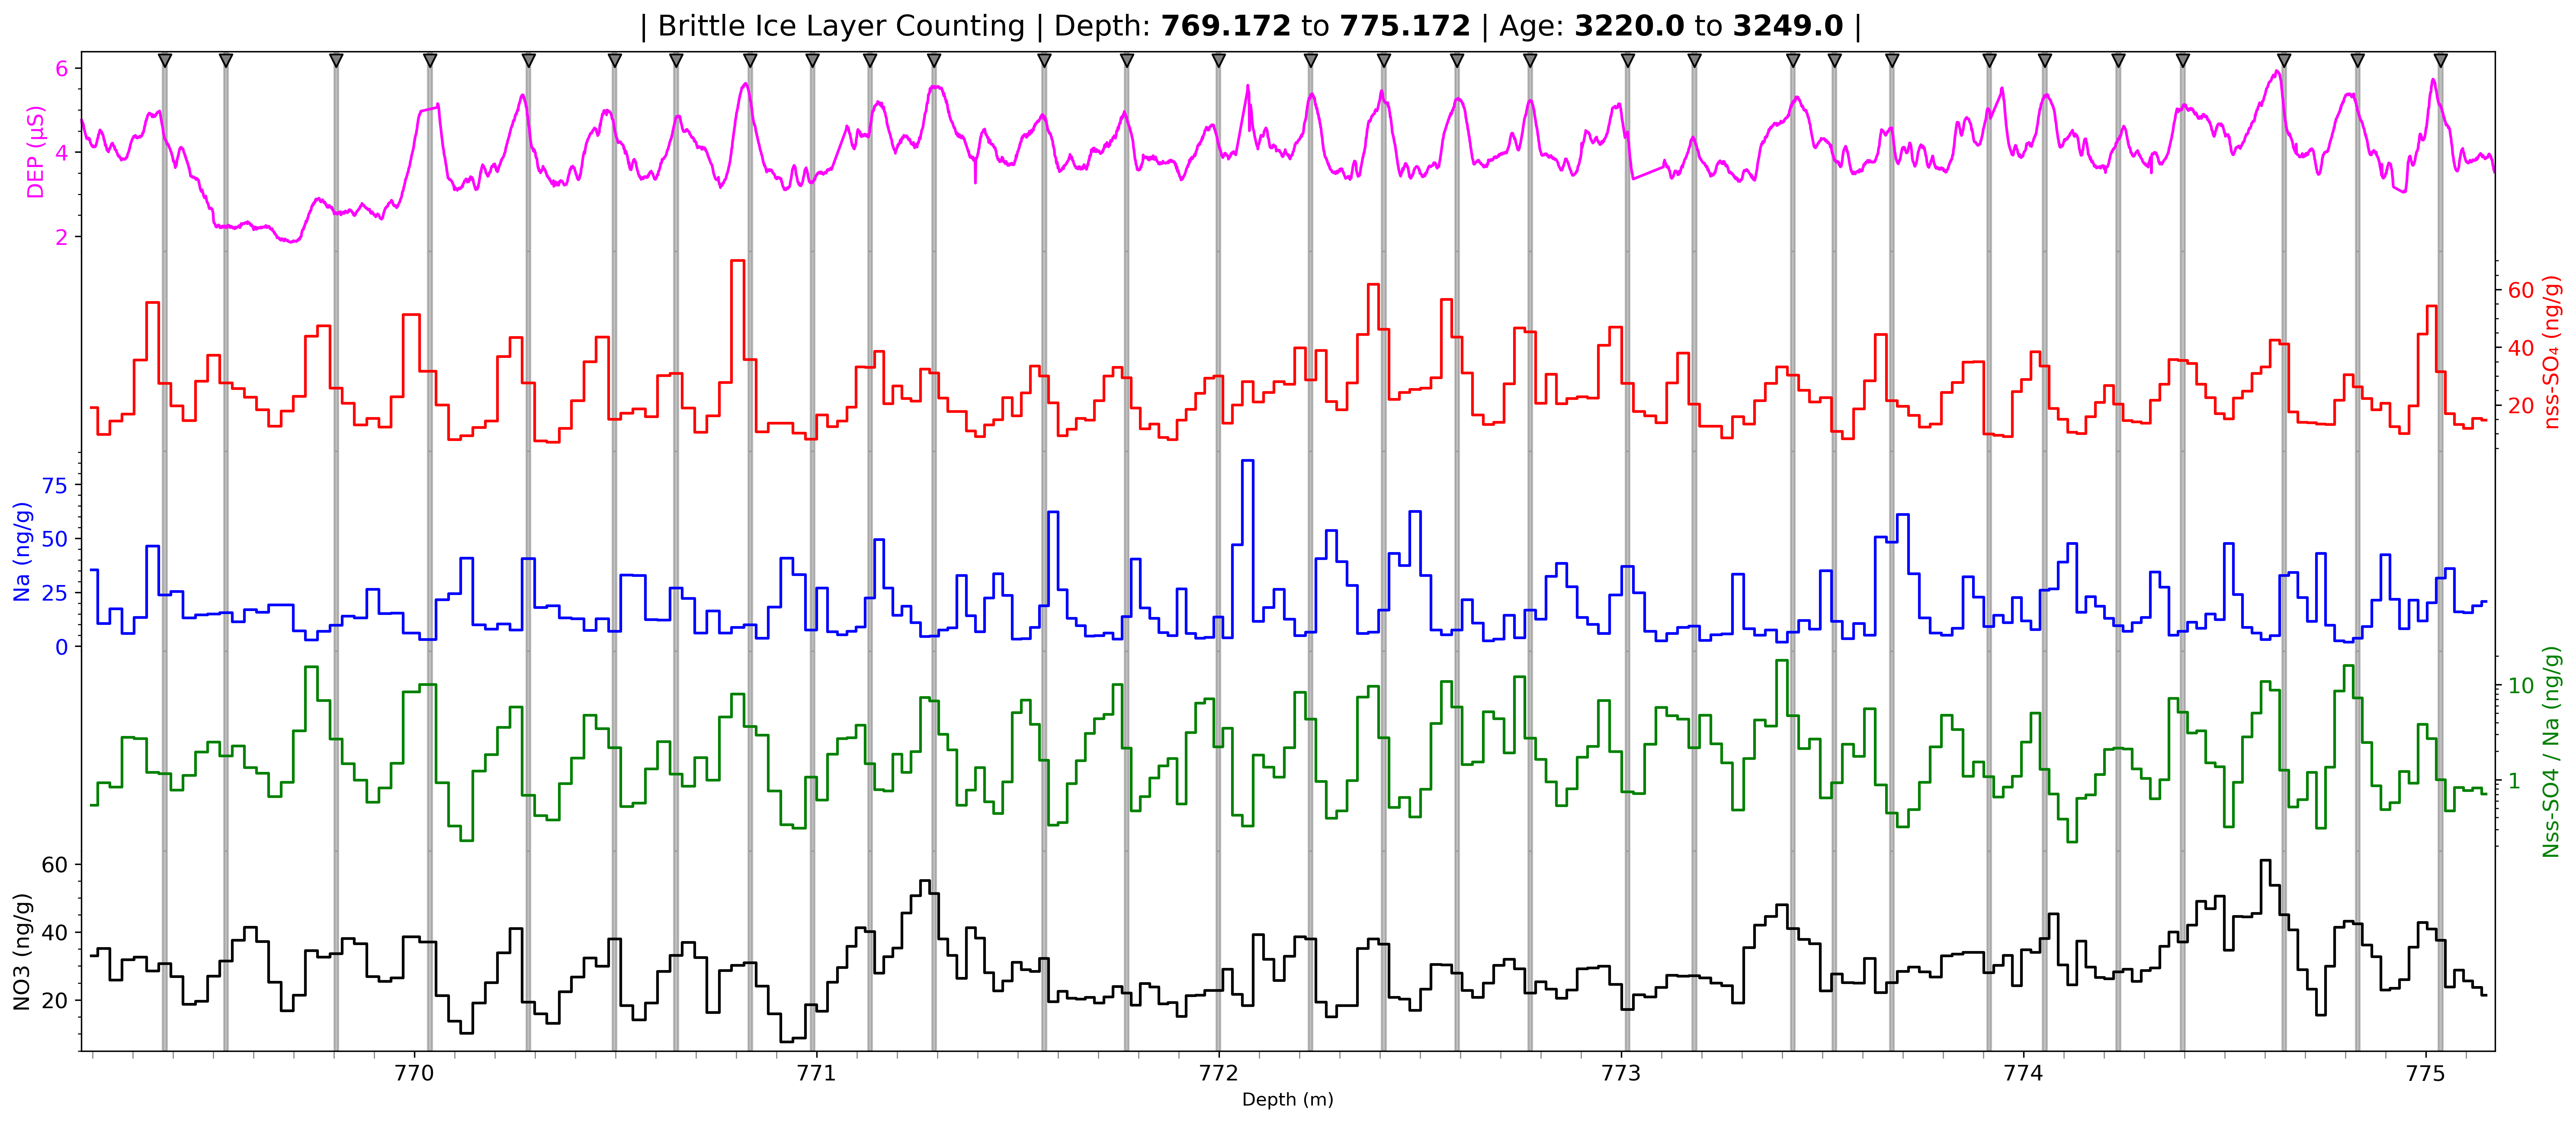 | Brittle Ice Layer Counting | Depth: 769.172 to 775.172 | Age: 3220.0 to 3249.0 |
DEP (μS)
6
4
2
nss-SO₄ (ng/g)
60
40
20
Na (ng/g)
75
50
25
0
Nss-SO4 / Na (ng/g)
10
1
NO3 (ng/g)
60
40
20
770 771 772 773 774 775
Depth (m)